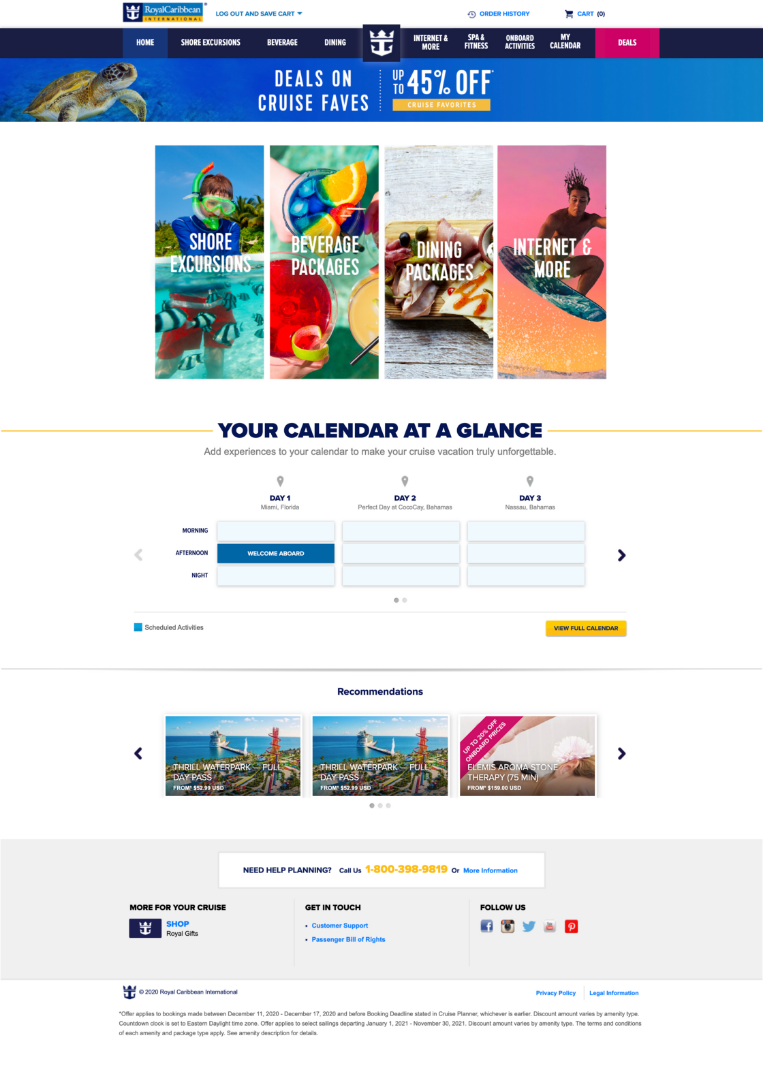 RoyalCaribbean®
INTERNATIONAL
LOG OUT AND SAVE CART
ORDER HISTORY
CART (0)
HOME
SHORE EXCURSIONS
BEVERAGE
DINING
INTERNET &
MORE
SPA &
FITNESS
ONBOARD
ACTIVITIES
MY
CALENDAR
DEALS
DEALS ON
CRUISE FAVES
UP TO 45% OFF*
CRUISE FAVORITES
SHORE
EXCURSIONS
BEVERAGE
PACKAGES
DINING
PACKAGES
INTERNET &
MORE
YOUR CALENDAR AT A GLANCE
Add experiences to your calendar to make your cruise vacation truly unforgettable.
DAY 1
Miami, Florida
DAY 2
Perfect Day at CocoCay, Bahamas
DAY 3
Nassau, Bahamas
MORNING
AFTERNOON
WELCOME ABOARD
NIGHT
Scheduled Activities
VIEW FULL CALENDAR
Recommendations
THRILL WATERPARK – FULL
DAY PASS
FROM* $52.99 USD
THRILL WATERPARK – FULL
DAY PASS
FROM* $52.99 USD
UP TO 20% OFF
ONBOARD PRICES
ELEMIS AROMA STONE
THERAPY (75 MIN)
FROM* $159.00 USD
NEED HELP PLANNING? Call Us 1-800-398-9819 Or More Information
MORE FOR YOUR CRUISE
SHOP
Royal Gifts
GET IN TOUCH
• Customer Support
• Passenger Bill of Rights
FOLLOW US
© 2020 Royal Caribbean International
Privacy Policy
Legal Information
*Offer applies to bookings made between December 11, 2020 - December 17, 2020 and before Booking Deadline stated in Cruise Planner, whichever is earlier. Discount amount varies by amenity type.
Countdown clock is set to Eastern Daylight time zone. Offer applies to select sailings departing January 1, 2021 - November 30, 2021. Discount amount varies by amenity type. The terms and conditions
of each amenity and package type apply. See amenity description for details.